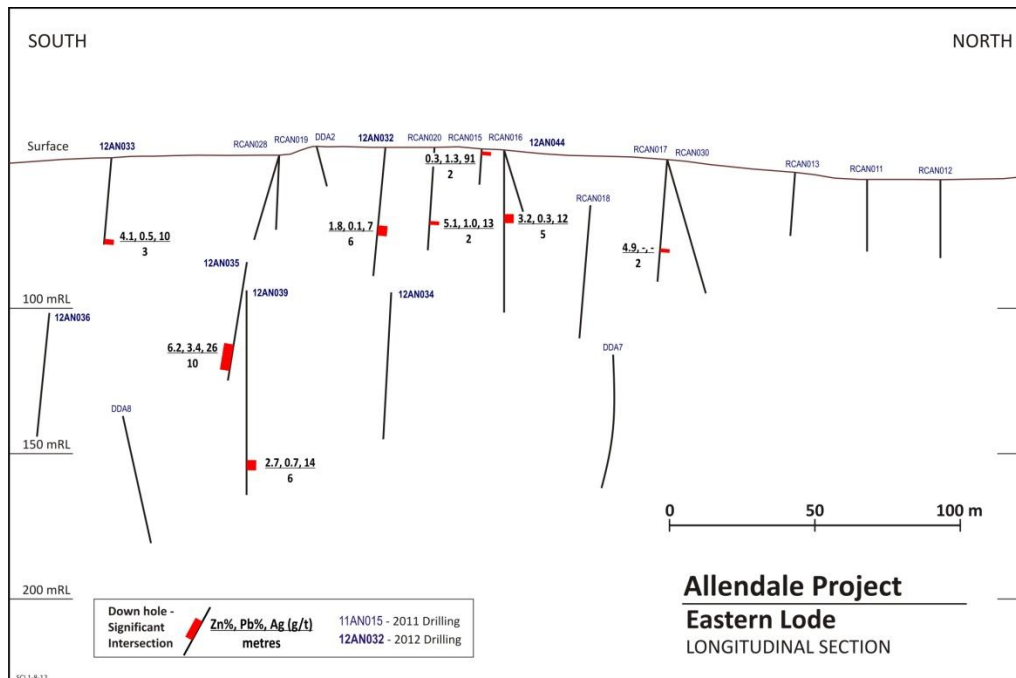 SOUTH
NORTH
Surface
12AN033
RCAN028
RCAN019
DDA2
12AN032
RCAN020
RCAN015
RCAN016
12AN044
RCAN017
RCAN030
RCAN013
RCAN011
RCAN012
0.3, 1.3, 91
2
RCAN018
4.1, 0.5, 10
3
1.8, 0.1, 7
6
5.1, 1.0, 13
2
3.2, 0.3, 12
5
4.9, -, -
2
12AN035
12AN039
12AN034
100 mRL
12AN036
6.2, 3.4, 26
10
DDA7
DDA8
150 mRL
2.7, 0.7, 14
6
0 50 100 m
200 mRL
Allendale Project
Eastern Lode
LONGITUDINAL SECTION
Down hole -
Significant
Intersection
Zn%, Pb%, Ag (g/t)
metres
11AN015 - 2011 Drilling
12AN032 - 2012 Drilling